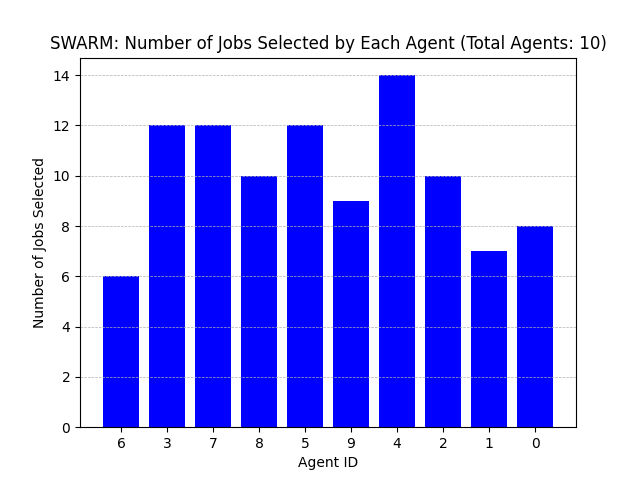 SWARM: Number of Jobs Selected by Each Agent (Total Agents: 10)
14
12
10
8
6
4
2
0
Number of Jobs Selected
6 3 7 8 5 9 4 2 1 0
Agent ID